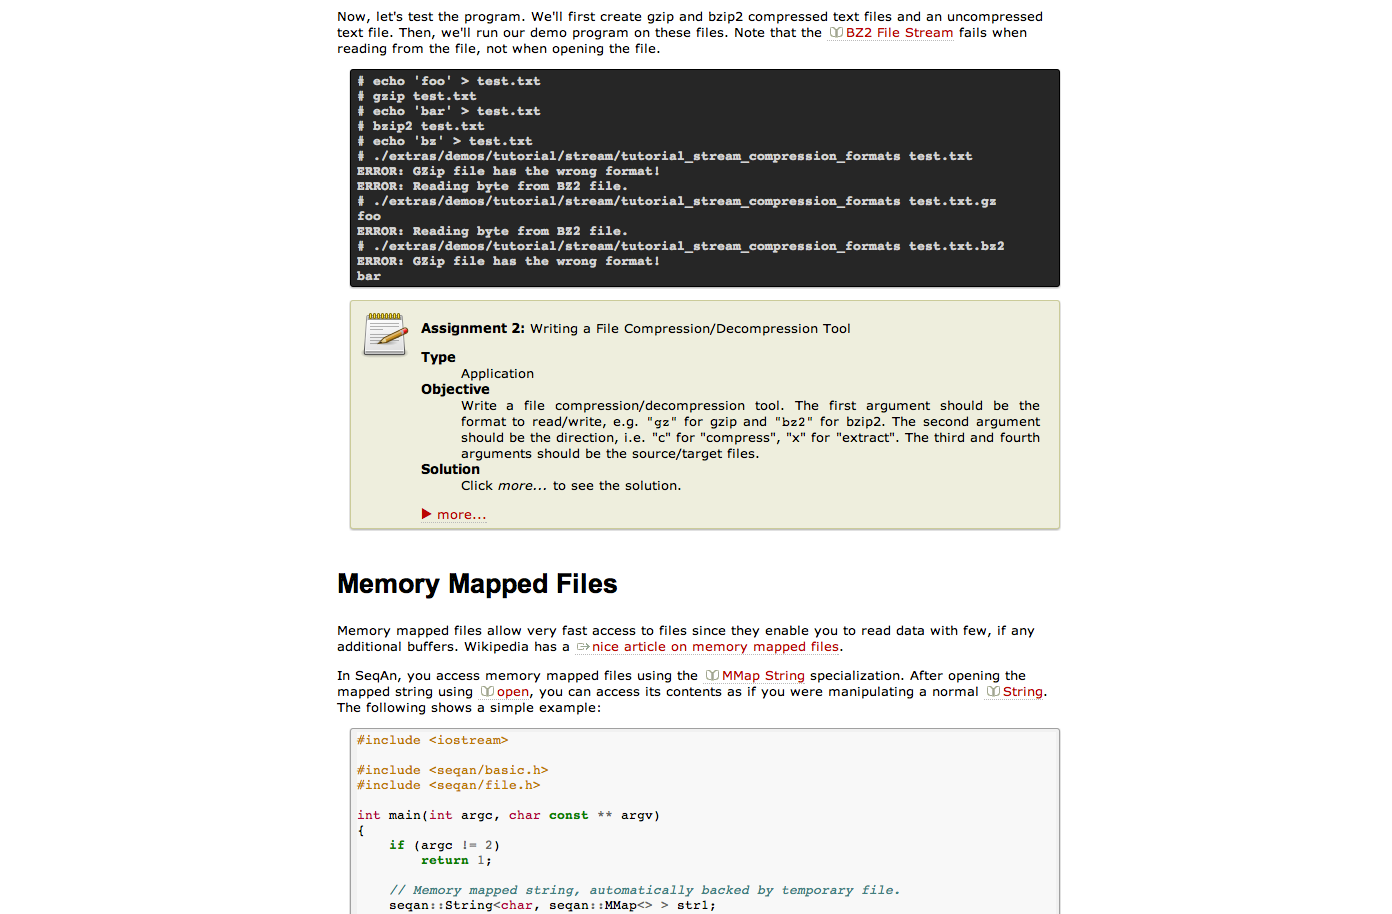 Now, let's test the program. We'll first create gzip and bzip2 compressed text files and an uncompressed
text file. Then, we'll run our demo program on these files. Note that the BZ2 File Stream fails when
reading from the file, not when opening the file.
# echo 'foo' > test.txt
# gzip test.txt
# echo 'bar' > test.txt
# bzip2 test.txt
# echo 'bz' > test.txt
# ./extras/demos/tutorial/stream/tutorial_stream_compression_formats test.txt
ERROR: GZip file has the wrong format!
ERROR: Reading byte from BZ2 file.
# ./extras/demos/tutorial/stream/tutorial_stream_compression_formats test.txt.gz
foo
ERROR: Reading byte from BZ2 file.
# ./extras/demos/tutorial/stream/tutorial_stream_compression_formats test.txt.bz2
ERROR: GZip file has the wrong format!
bar
Assignment 2: Writing a File Compression/Decompression Tool
Type
Application
Objective
Write a file compression/decompression tool. The first argument should be the
format to read/write, e.g. "gz" for gzip and "bz2" for bzip2. The second argument
should be the direction, i.e. "c" for "compress", "x" for "extract". The third and fourth
arguments should be the source/target files.
Solution
Click more... to see the solution.
more...
Memory Mapped Files
Memory mapped files allow very fast access to files since they enable you to read data with few, if any
additional buffers. Wikipedia has a nice article on memory mapped files.
In SeqAn, you access memory mapped files using the MMap String specialization. After opening the
mapped string using open, you can access its contents as if you were manipulating a normal String.
The following shows a simple example:
#include <iostream>
#include <seqan/basic.h>
#include <seqan/file.h>
int main(int argc, char const ** argv)
{
if (argc != 2)
return 1;
// Memory mapped string, automatically backed by temporary file.
seqan::String<char, seqan::MMap<> > str1;